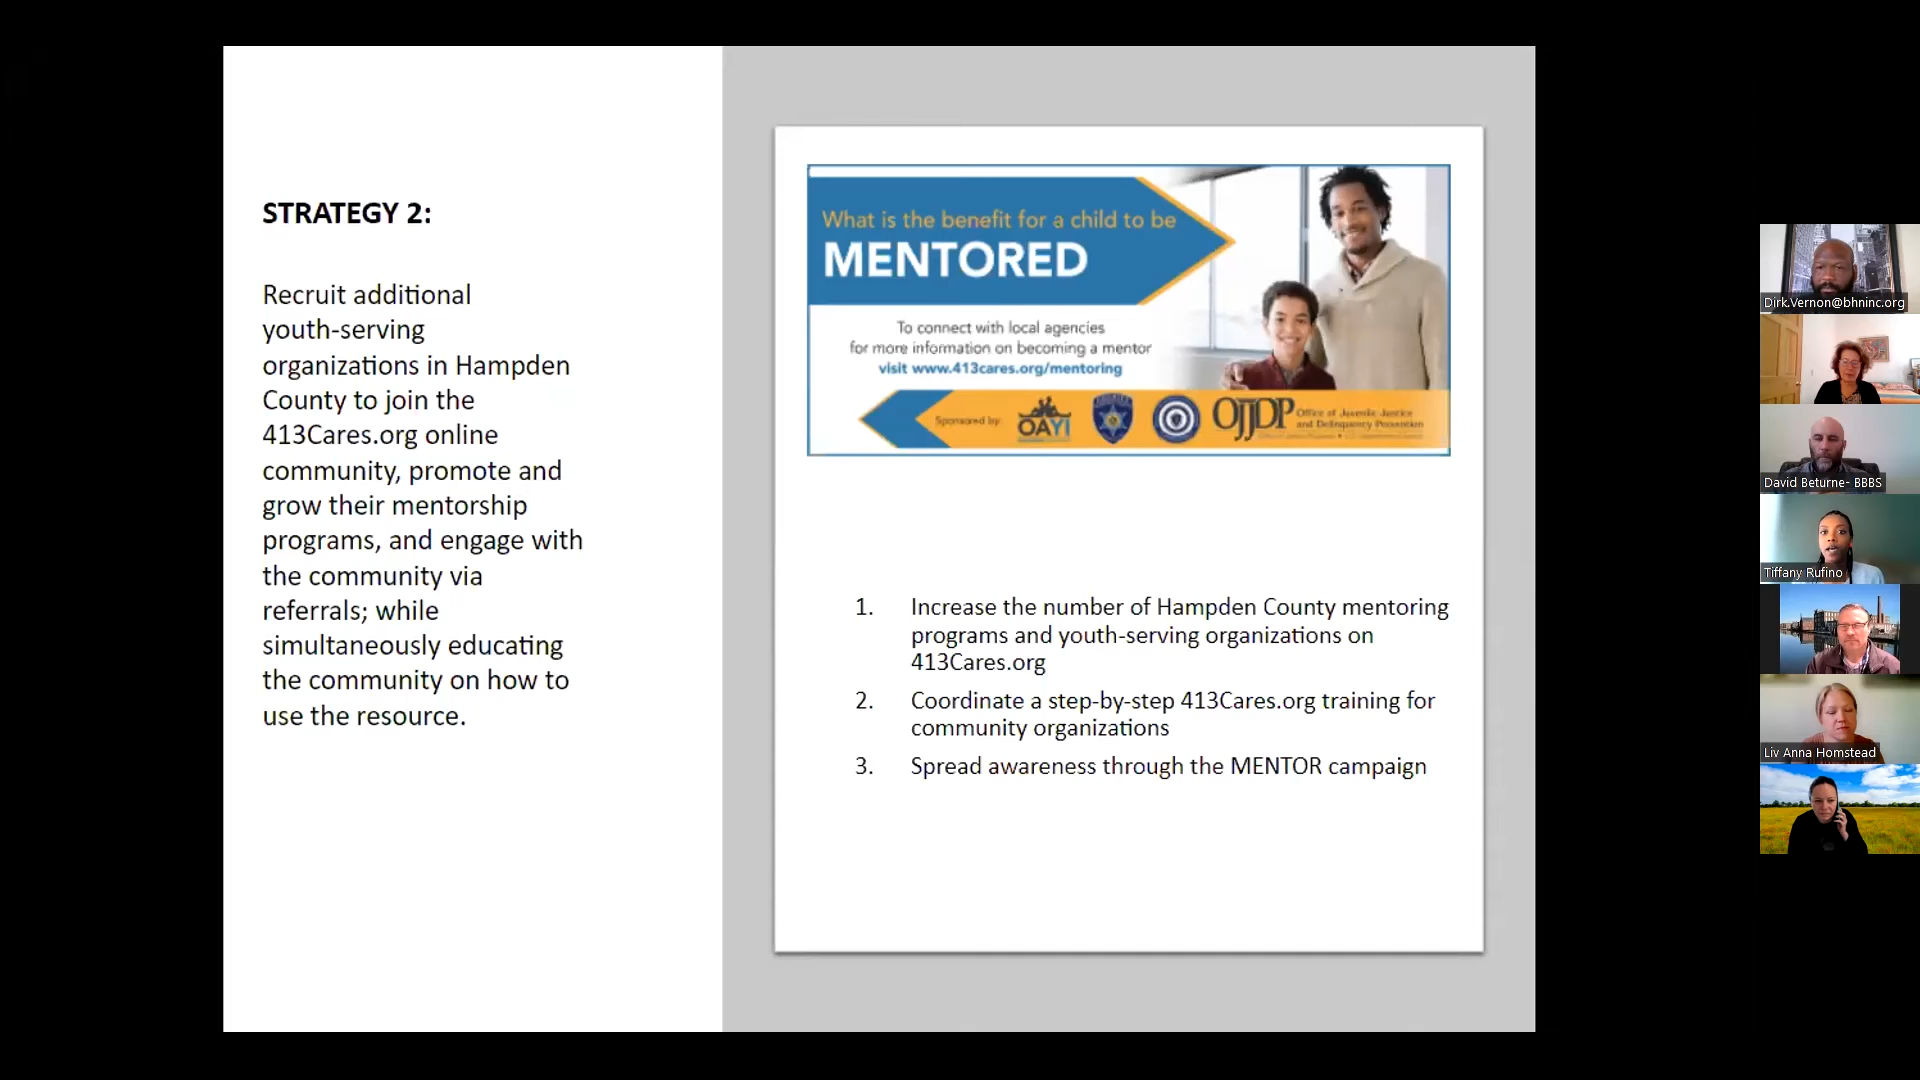 STRATEGY 2:
Recruit additional
youth-serving
organizations in Hampden
County to join the
413Cares.org online
community, promote and
grow their mentorship
programs, and engage with
the community via
referrals; while
simultaneously educating
the community on how to
use the resource.
What is the benefit for a child to be
MENTORED
To connect with local agencies
for more information on becoming a mentor
visit www.413cares.org/mentoring
Sponsored by:
OAYI
OJJDP
Office of Juvenile Justice
and Delinquency Prevention
1. Increase the number of Hampden County mentoring
programs and youth-serving organizations on
413Cares.org
2. Coordinate a step-by-step 413Cares.org training for
community organizations
3. Spread awareness through the MENTOR campaign
Dirk.Vernon@bhninc.org
David Beturne- BBBS
Tiffany Rufino
Liv Anna Homstead